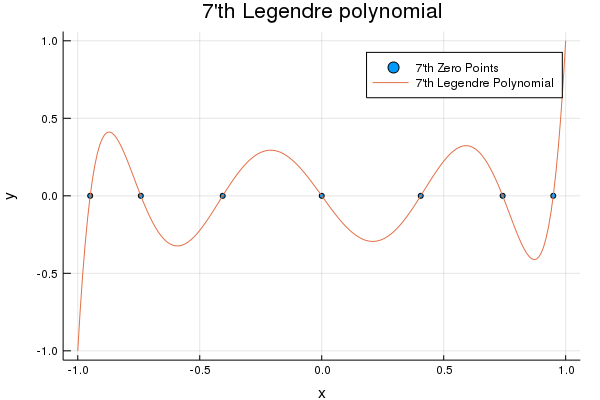 7'th Legendre polynomial
7'th Zero Points
7'th Legendre Polynomial
y
1.0
0.5
0.0
-0.5
-1.0
-1.0 -0.5 0.0 0.5 1.0
x